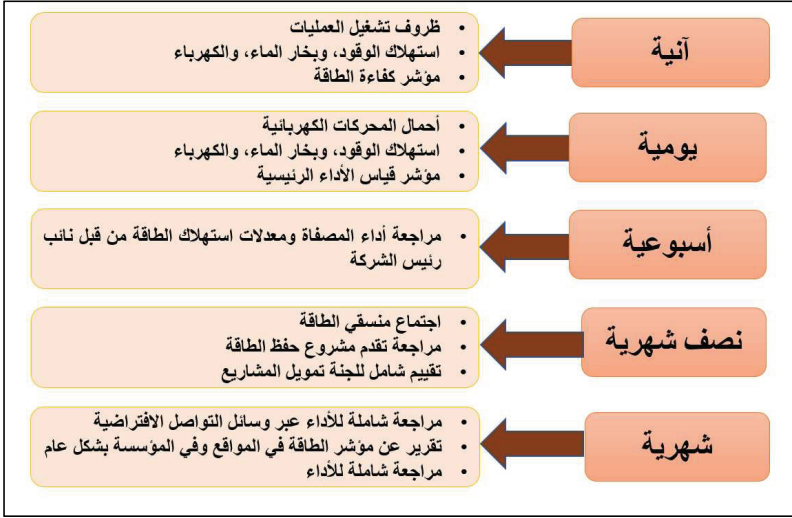 آنية
• ظروف تشغيل العمليات
• استهلاك الوقود، وبخار الماء، والكهرباء
• مؤشر كفاءة الطاقة
يومية
• أحمال المحركات الكهربائية
• استهلاك الوقود، وبخار الماء، والكهرباء
• مؤشر قياس الأداء الرئيسية
أسبوعية
• مراجعة أداء المصفاة ومعدلات استهلاك الطاقة من قبل نائب
رئيس الشركة
نصف شهرية
• اجتماع منسقي الطاقة
• مراجعة تقدم مشروع حفظ الطاقة
• تقييم شامل للجنة تمويل المشاريع
شهرية
• مراجعة شاملة للأداء عبر وسائل التواصل الافتراضية
• تقرير عن مؤشر الطاقة في المواقع وفي المؤسسة بشكل عام
• مراجعة شاملة للأداء